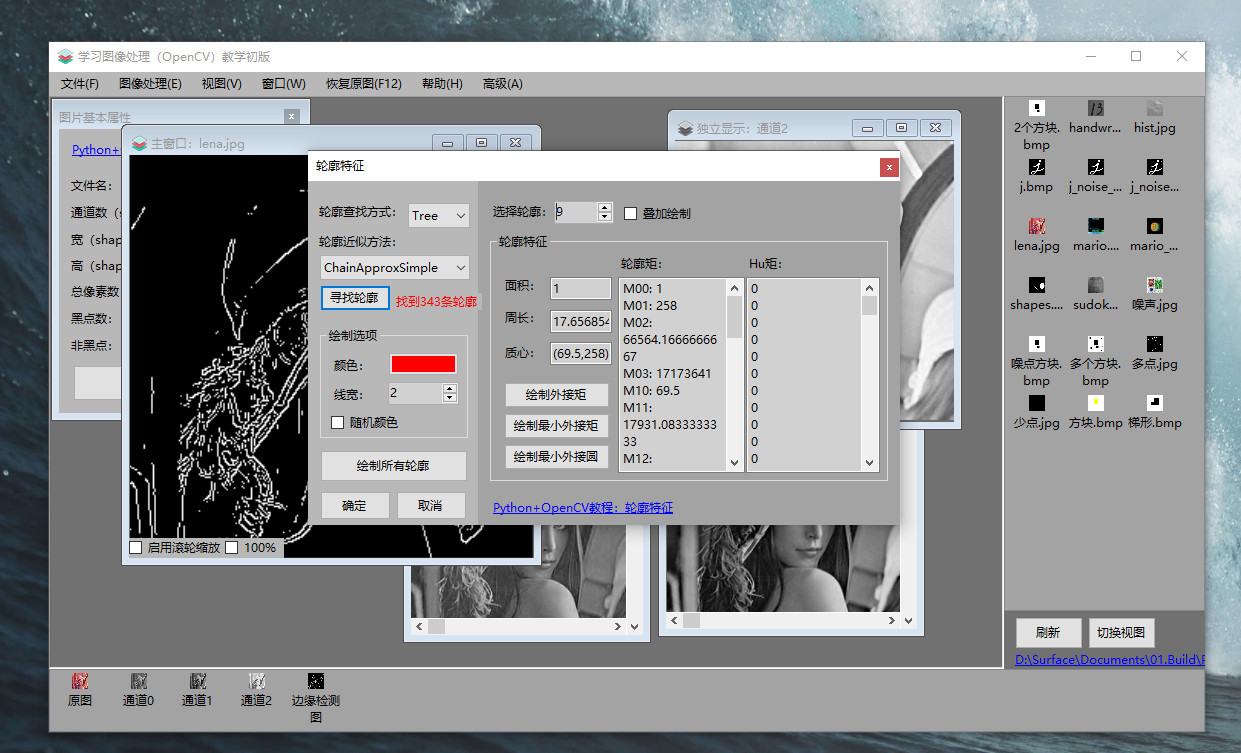 学习图像处理（OpenCV）教学初版
文件(F) 图像处理(E) 视图(V) 窗口(W) 恢复原图(F12) 帮助(H) 高级(A)
图片基本属性
Python+
文件名:
通道数
宽（shap
高（shap
总像素数
黑点数:
非黑点:
主窗口: lena.jpg
启用滚轮缩放 100%
独立显示: 通道2
轮廓特征
轮廓查找方式: Tree
轮廓近似方法:
ChainApproxSimple
寻找轮廓 找到343条轮廓
绘制选项
颜色:
线宽: 2
随机颜色
绘制所有轮廓
确定 取消
选择轮廓: 9 叠加绘制
轮廓特征
面积: 1
周长: 17.656854
质心: (69.5,258)
绘制外接矩
绘制最小外接矩
绘制最小外接圆
轮廓矩:
M00: 1
M01: 258
M02:
66564.16666666
67
M03: 17173641
M10: 69.5
M11:
17931.08333333
33
M12:
Hu矩:
0
0
0
0
0
0
0
0
0
0
0
Python+OpenCV教程: 轮廓特征
2个方块.
bmp
handwr...
hist.jpg
j.bmp
j_noise_...
j_noise...
lena.jpg
mario....
mario_...
shapes....
sudok...
噪声.jpg
噪点方块.
bmp
多个方块.
bmp
多点.jpg
少点.jpg
方块.bmp
梯形.bmp
刷新 切换视图
D:\Surface\Documents\01.Build\P
原图
通道0
通道1
通道2
边缘检测
图